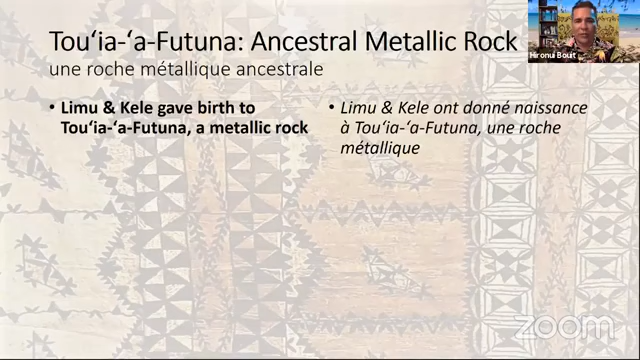 Touʻia-ʻa-Futuna: Ancestral Metallic Rock
une roche métallique ancestrale
• Limu & Kele gave birth to
Touʻia-ʻa-Futuna, a metallic rock
• Limu & Kele ont donné naissance
à Touʻia-ʻa-Futuna, une roche
métallique
Hironui Bouit
zoom